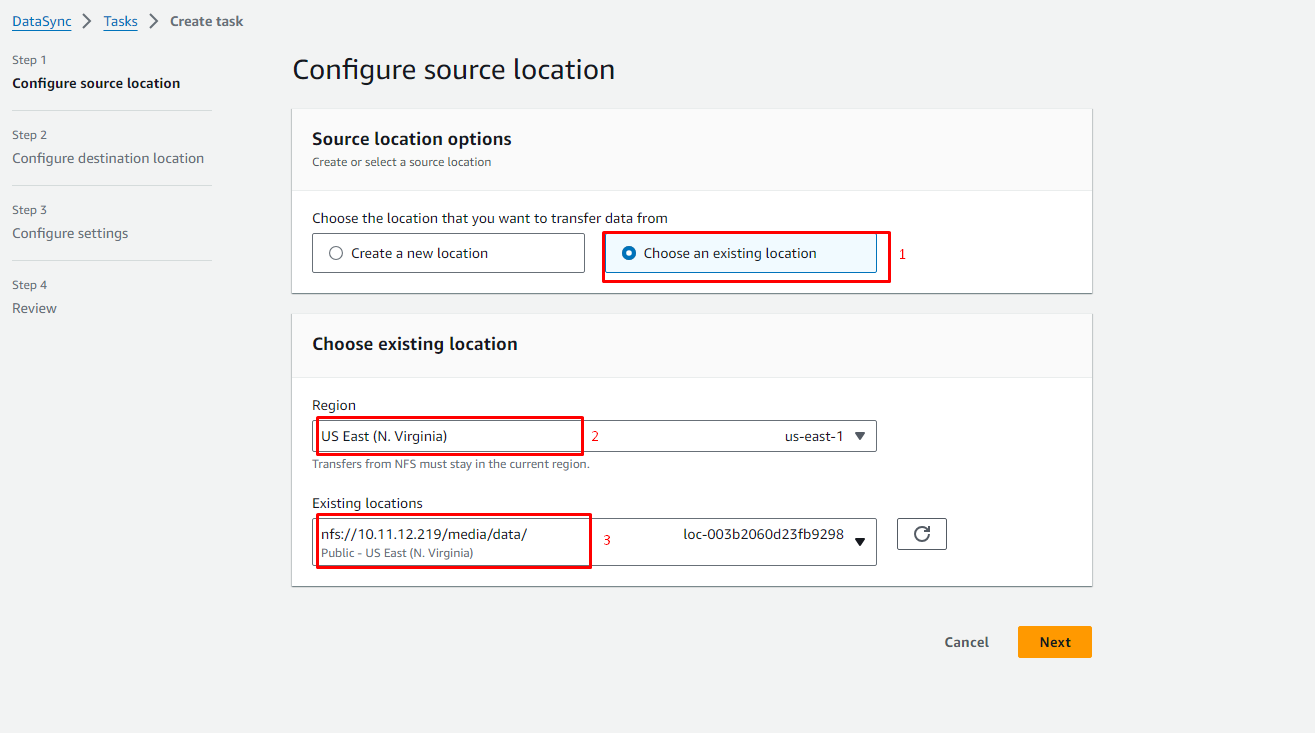 DataSync > Tasks > Create task
Step 1
Configure source location
Step 2
Configure destination location
Step 3
Configure settings
Step 4
Review
Configure source location
Source location options
Create or select a source location
Choose the location that you want to transfer data from
Create a new location
Choose an existing location
1
Choose existing location
Region
US East (N. Virginia) 2 us-east-1
Transfers from NFS must stay in the current region.
Existing locations
nfs://10.11.12.219/media/data/ 3 loc-003b2060d23fb9298
Public - US East (N. Virginia)
Cancel Next